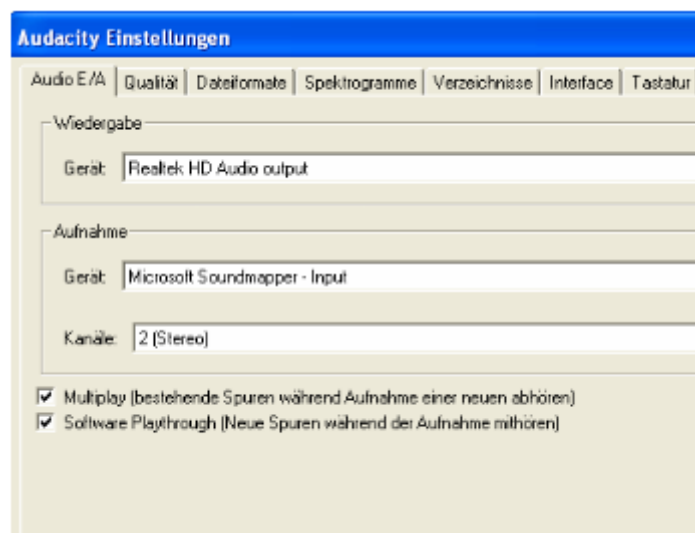 Audacity Einstellungen
Audio E/A Qualität Dateiformate Spektrogramme Verzeichnisse Interface Tastatur
Wiedergabe
Gerät: Realtek HD Audio output
Aufnahme
Gerät: Microsoft Soundmapper - Input
Kanäle: 2 (Stereo)
Multiplay (bestehende Spuren während Aufnahme einer neuen abhören)
Software Playthrough (Neue Spuren während der Aufnahme mithören)